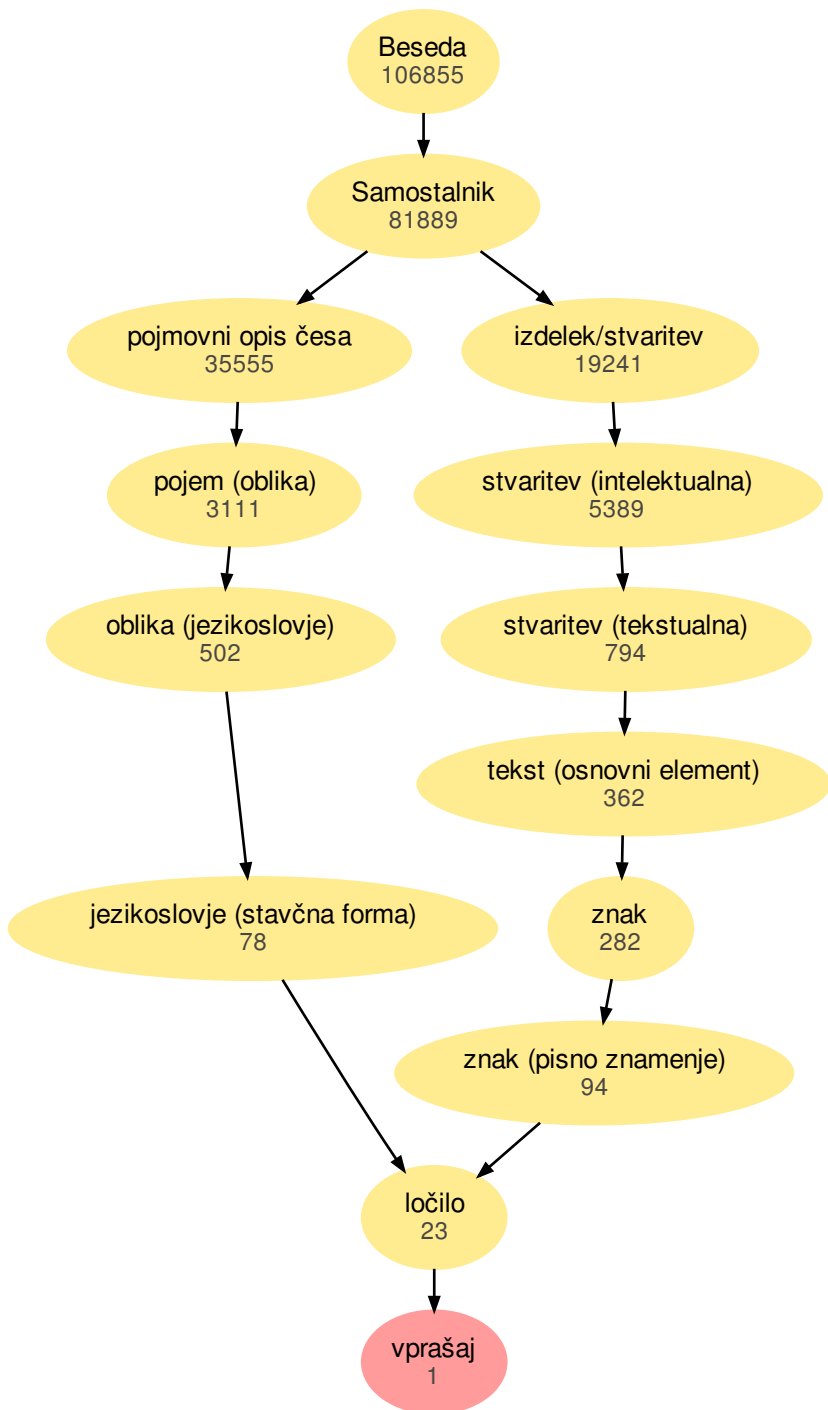 Beseda
106855
Samostalnik
81889
pojmovni opis česa
35555
izdelek/stvaritev
19241
pojem (oblika)
3111
stvaritev (intelektualna)
5389
oblika (jezikoslovje)
502
stvaritev (tekstualna)
794
tekst (osnovni element)
362
jezikoslovje (stavčna forma)
78
znak
282
znak (pisno znamenje)
94
ločilo
23
vprašaj
1